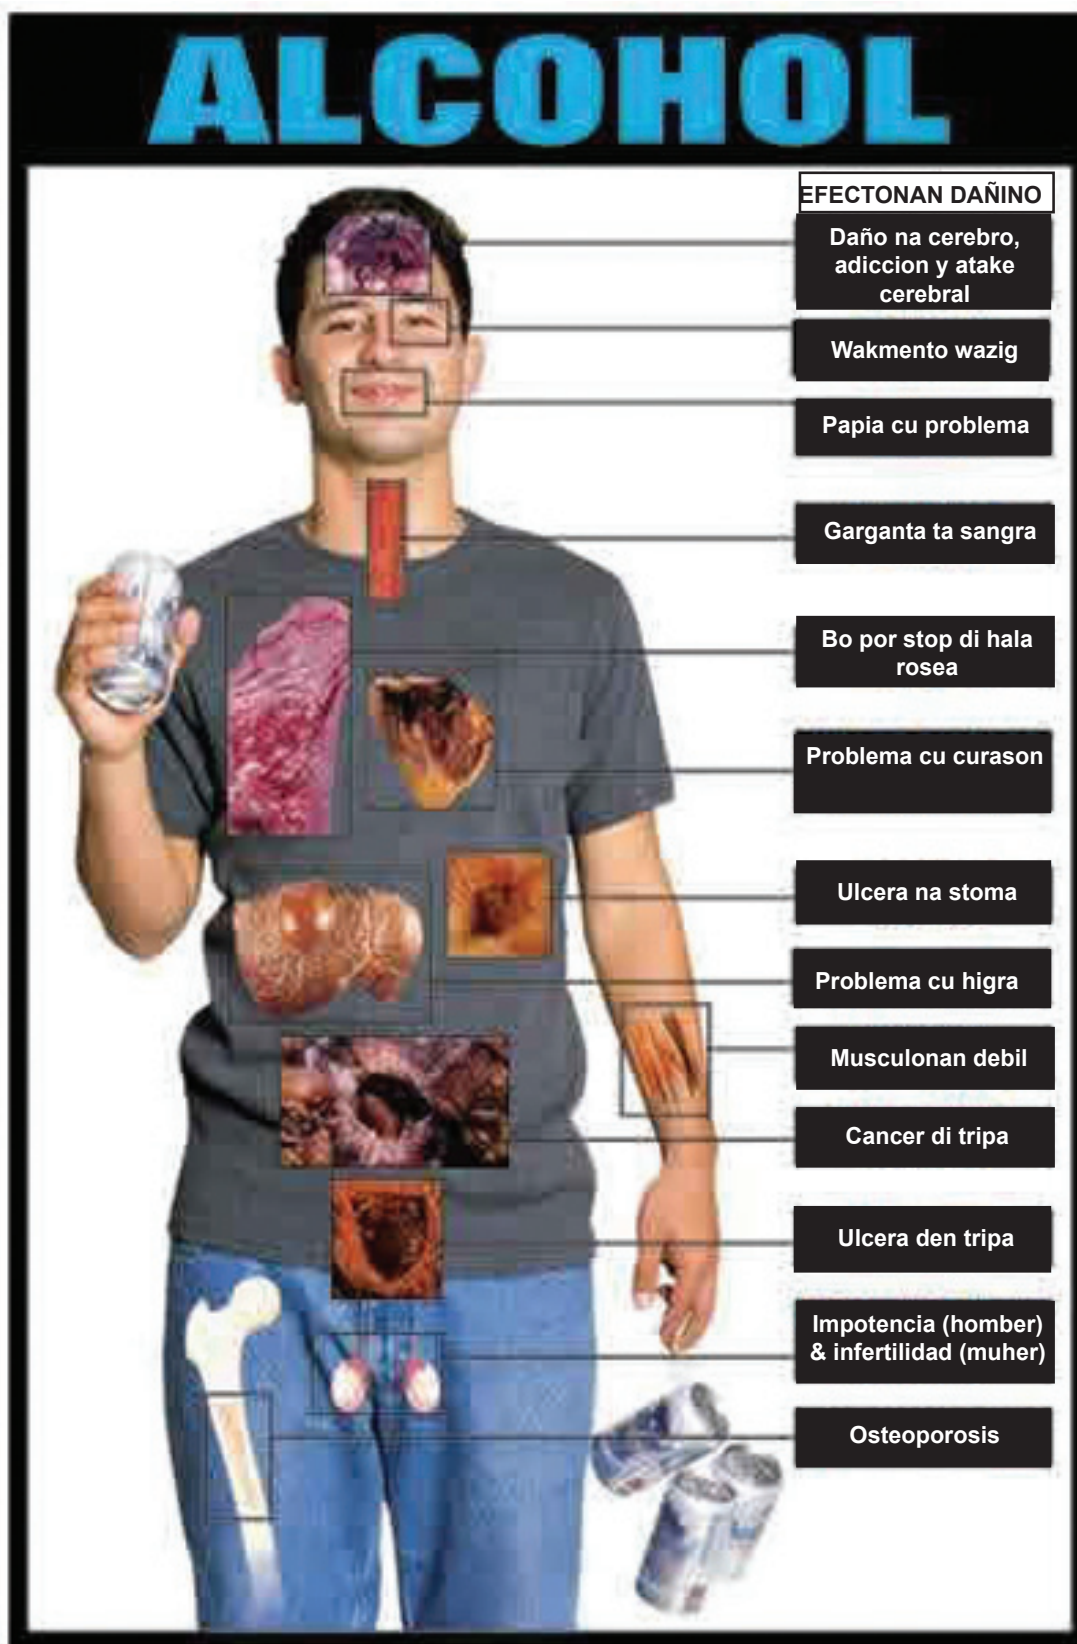 ALCOHOL
EFECTONAN DAÑINO
Daño na cerebro,
adiccion y atake
cerebral
Wakmento wazig
Papia cu problema
Garganta ta sangra
Bo por stop di hala
rosea
Problema cu curason
Ulcera na stoma
Problema cu higra
Musculonan debil
Cancer di tripa
Ulcera den tripa
Impotencia (homber)
& infertilidad (muher)
Osteoporosis